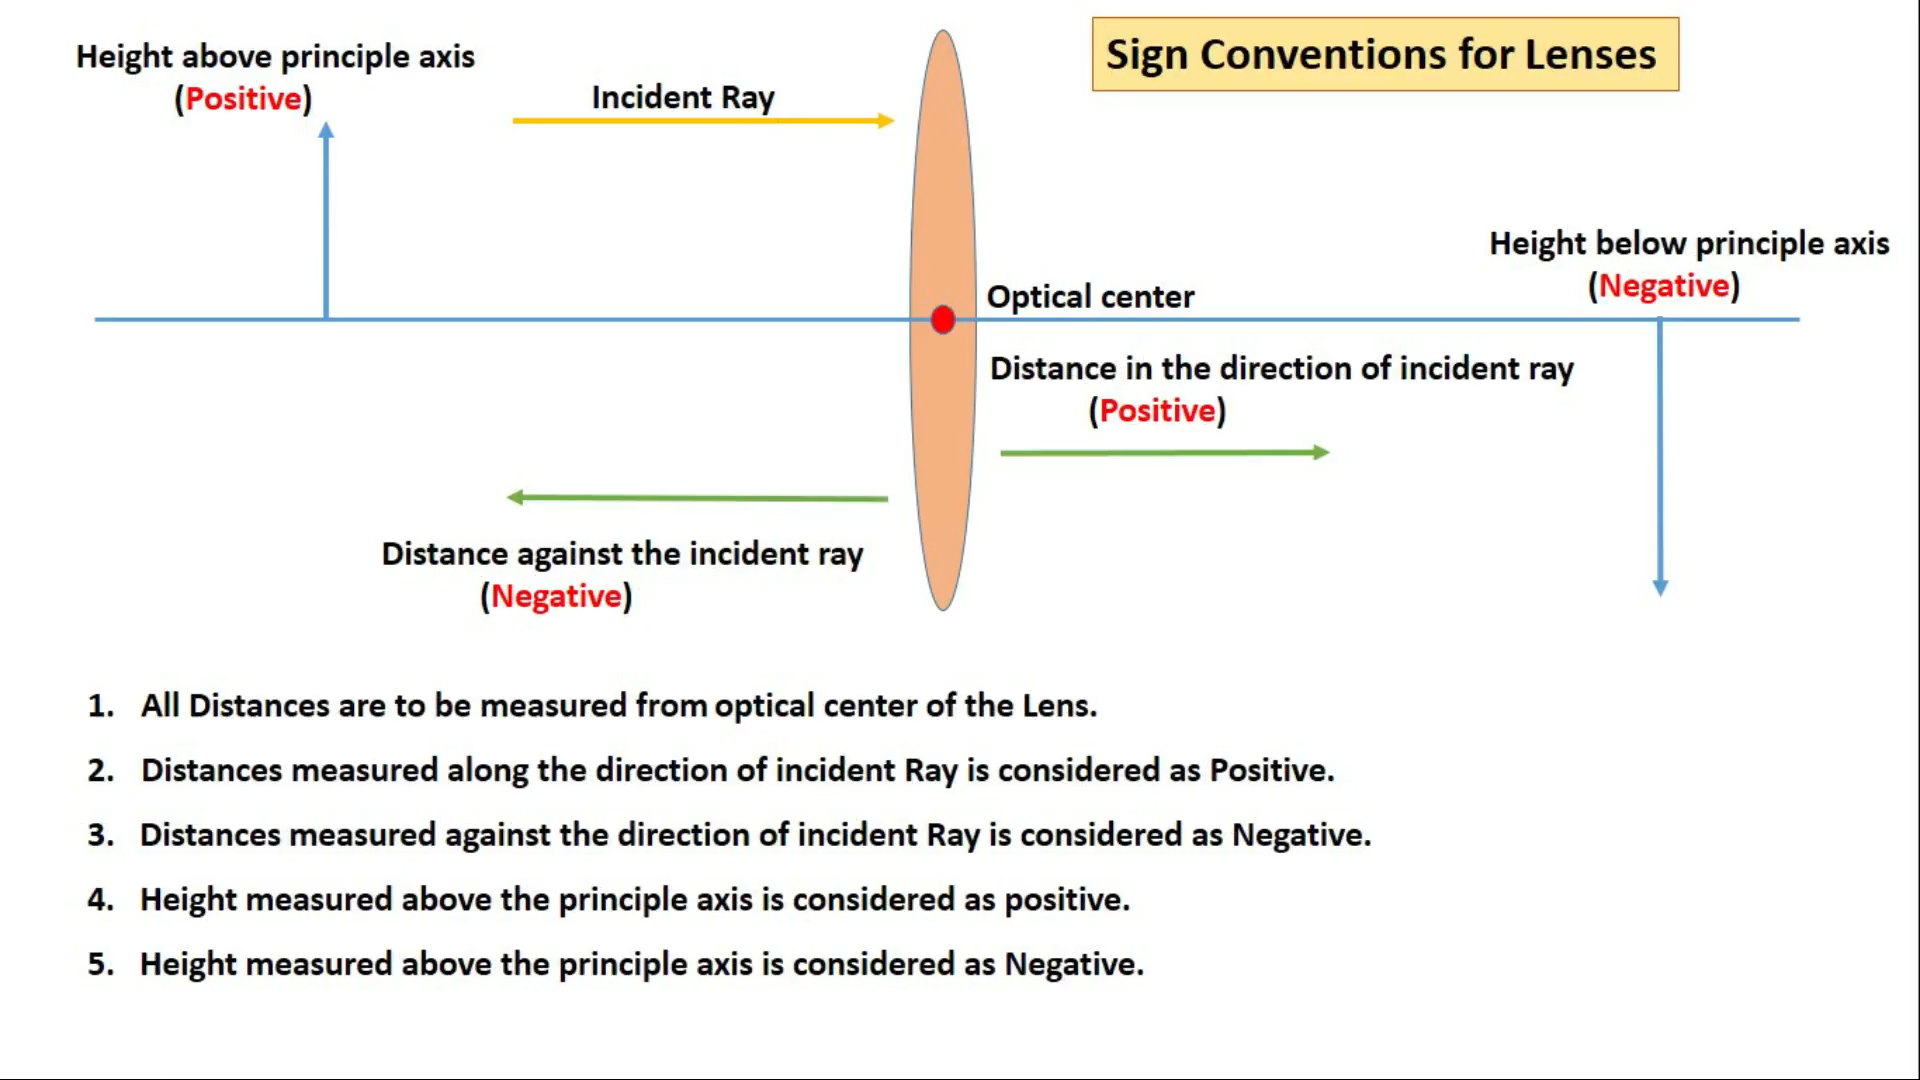 Sign Conventions for Lenses
Height above principle axis
(Positive)
Incident Ray
Height below principle axis
(Negative)
Optical center
Distance in the direction of incident ray
(Positive)
Distance against the incident ray
(Negative)
1. All Distances are to be measured from optical center of the Lens.
2. Distances measured along the direction of incident Ray is considered as Positive.
3. Distances measured against the direction of incident Ray is considered as Negative.
4. Height measured above the principle axis is considered as positive.
5. Height measured above the principle axis is considered as Negative.